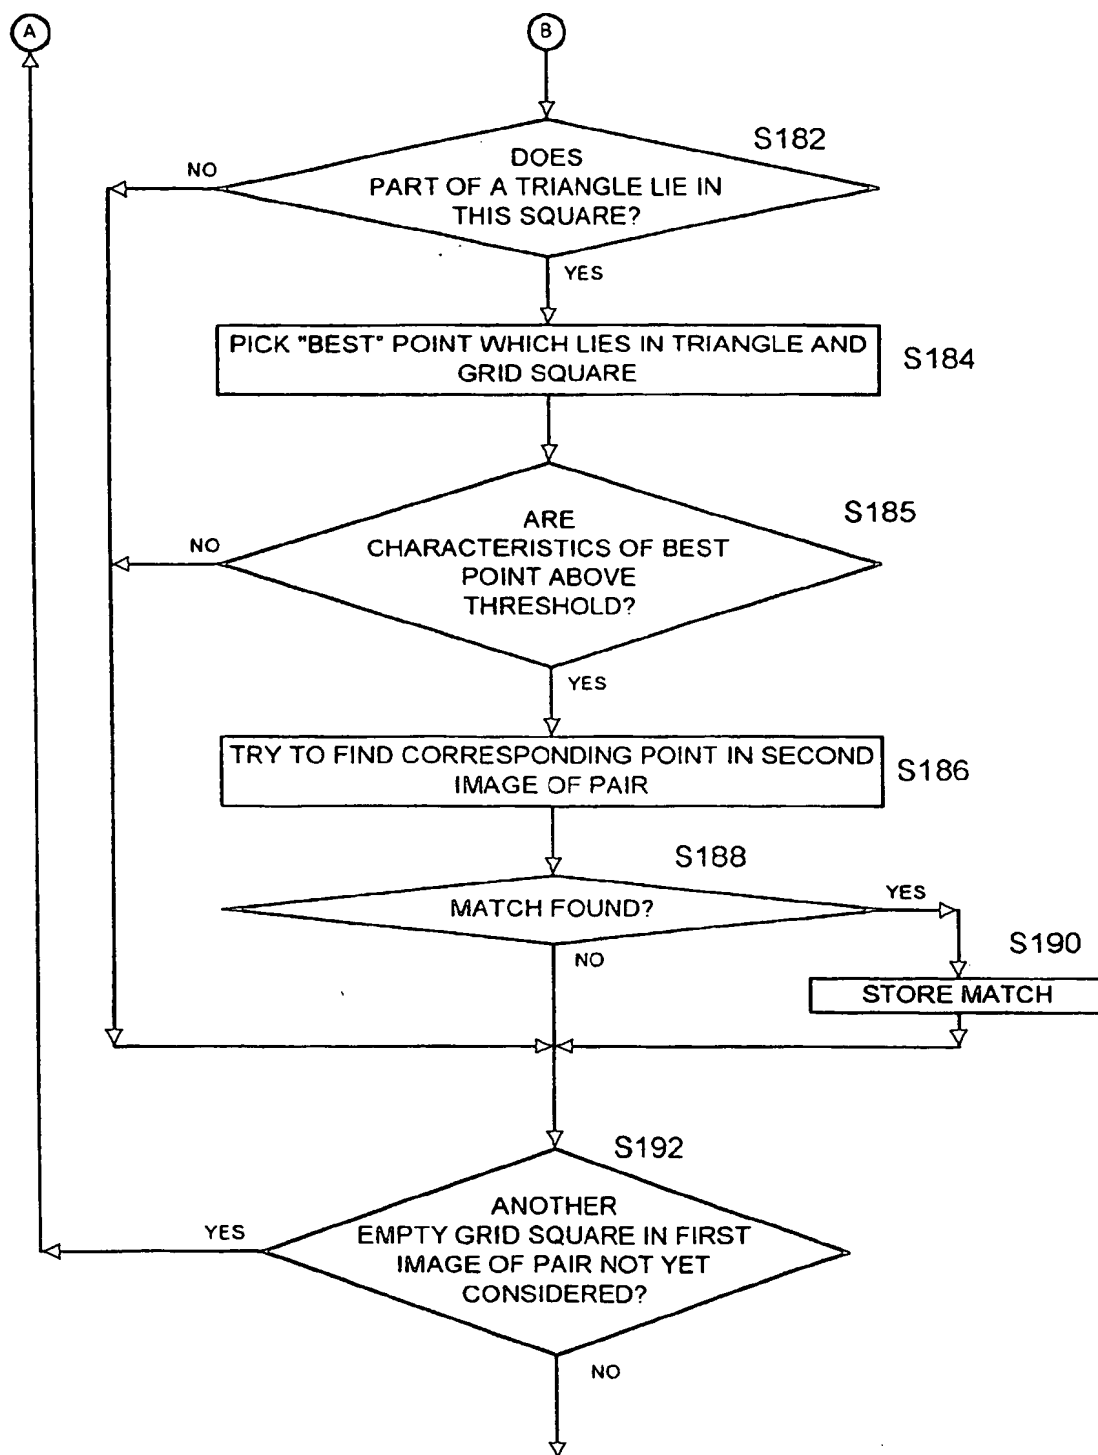 A
B
S182
NO
DOES
PART OF A TRIANGLE LIE IN
THIS SQUARE?
YES
PICK "BEST" POINT WHICH LIES IN TRIANGLE AND
GRID SQUARE
S184
S185
NO
ARE
CHARACTERISTICS OF BEST
POINT ABOVE
THRESHOLD?
YES
TRY TO FIND CORRESPONDING POINT IN SECOND
IMAGE OF PAIR
S186
S188
MATCH FOUND?
YES
NO
S190
STORE MATCH
S192
YES
ANOTHER
EMPTY GRID SQUARE IN FIRST
IMAGE OF PAIR NOT YET
CONSIDERED?
NO